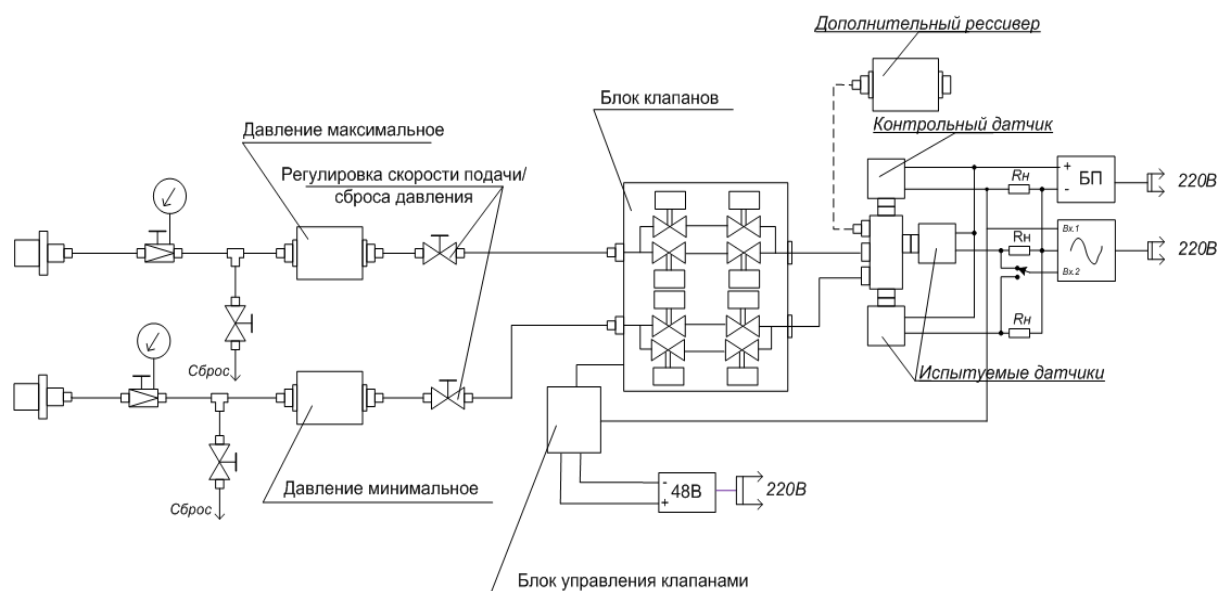 Дополнительный рессивер
Блок клапанов
Контрольный датчик
Давление максимальное
Регулировка скорости подачи/
сброса давления
+
-
БП
220В
Rн
Вх.1
Rн
Вх.2
220В
Rн
Сброс
Испытуемые датчики
Давление минимальное
-
+
48В
220В
Сброс
Блок управления клапанами